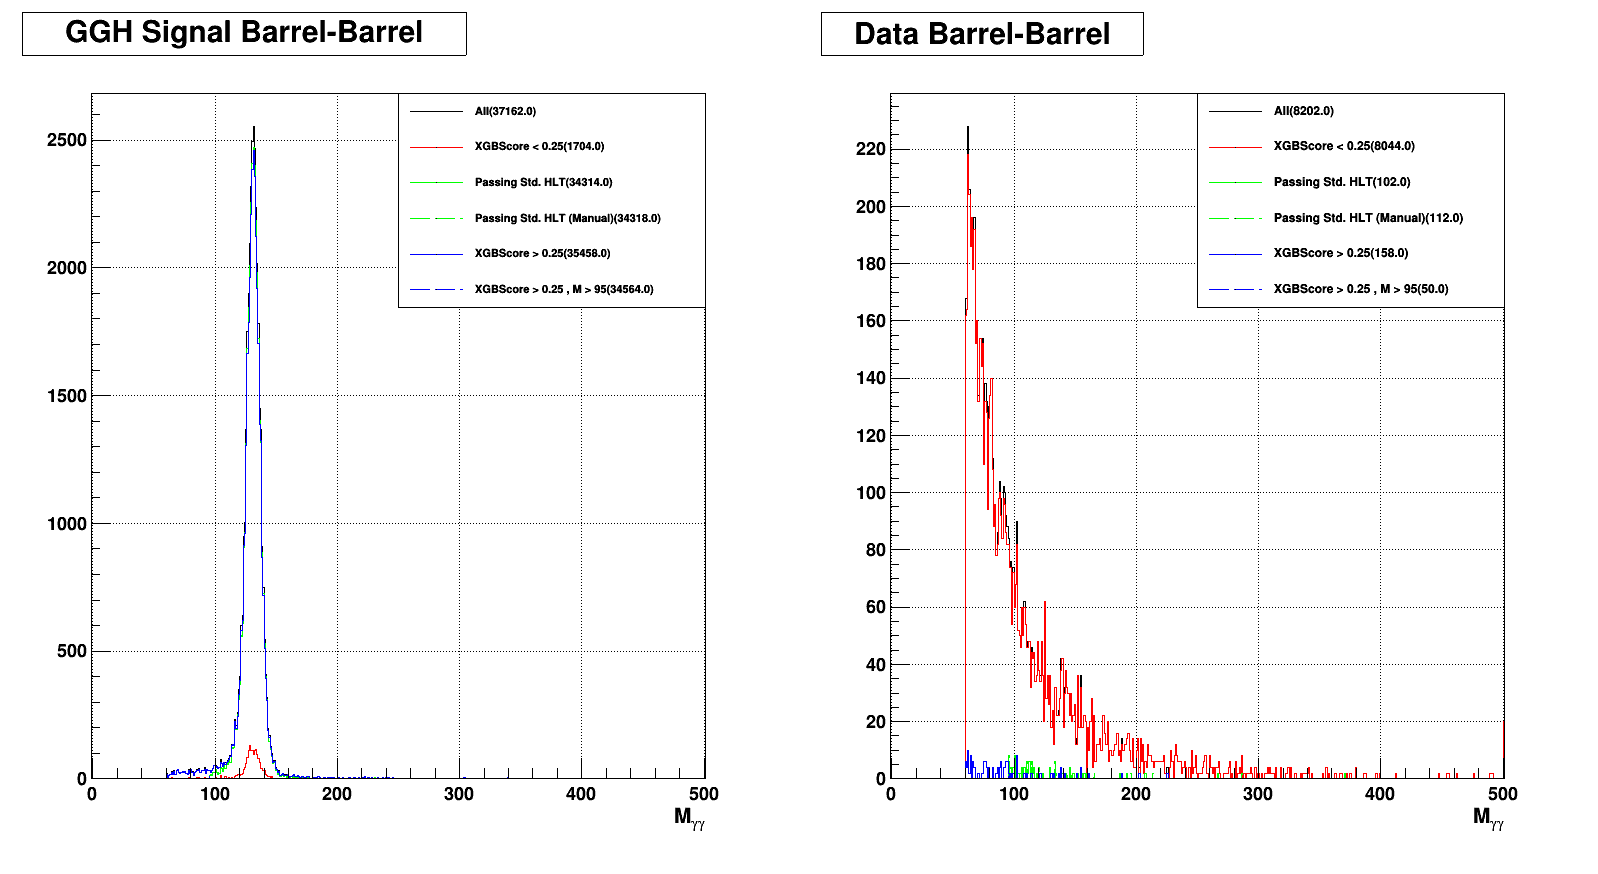 GGH Signal Barrel-Barrel
All(37162.0)
XGBScore < 0.25(1704.0)
Passing Std. HLT(34314.0)
Passing Std. HLT (Manual)(34318.0)
XGBScore > 0.25(35458.0)
XGBScore > 0.25 , M > 95(34564.0)
2500
2000
1500
1000
500
0
0 100 200 300 400 500
Mγγ
Data Barrel-Barrel
All(8202.0)
XGBScore < 0.25(8044.0)
Passing Std. HLT(102.0)
Passing Std. HLT (Manual)(112.0)
XGBScore > 0.25(158.0)
XGBScore > 0.25 , M > 95(50.0)
220
200
180
160
140
120
100
80
60
40
20
0
0 100 200 300 400 500
Mγγ